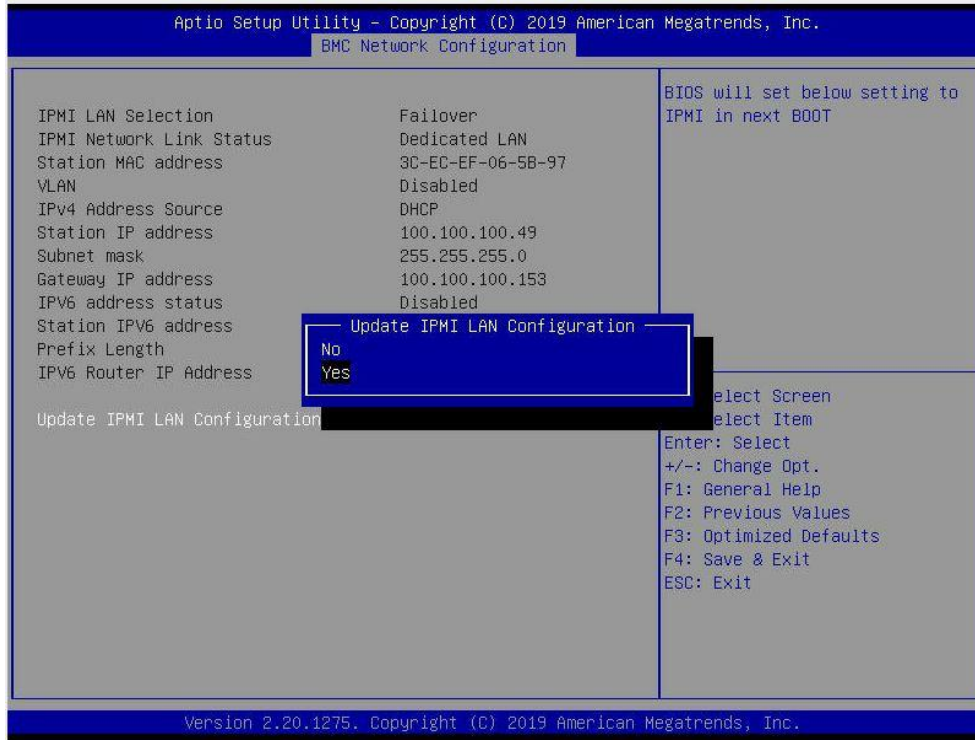 Aptio Setup Utility – Copyright (C) 2019 American Megatrends, Inc.
BMC Network Configuration
IPMI LAN Selection Failover
IPMI Network Link Status Dedicated LAN
Station MAC address 3C-EC-EF-06-5B-97
VLAN Disabled
IPv4 Address Source DHCP
Station IP address 100.100.100.49
Subnet mask 255.255.255.0
Gateway IP address 100.100.100.153
IPV6 address status Disabled
Station IPV6 address
Prefix Length
IPV6 Router IP Address
Update IPMI LAN Configuration
Update IPMI LAN Configuration
No
Yes
BIOS will set below setting to
IPMI in next BOOT
elect Screen
elect Item
Enter: Select
+/-: Change Opt.
F1: General Help
F2: Previous Values
F3: Optimized Defaults
F4: Save & Exit
ESC: Exit
Version 2.20.1275. Copyright (C) 2019 American Megatrends, Inc.